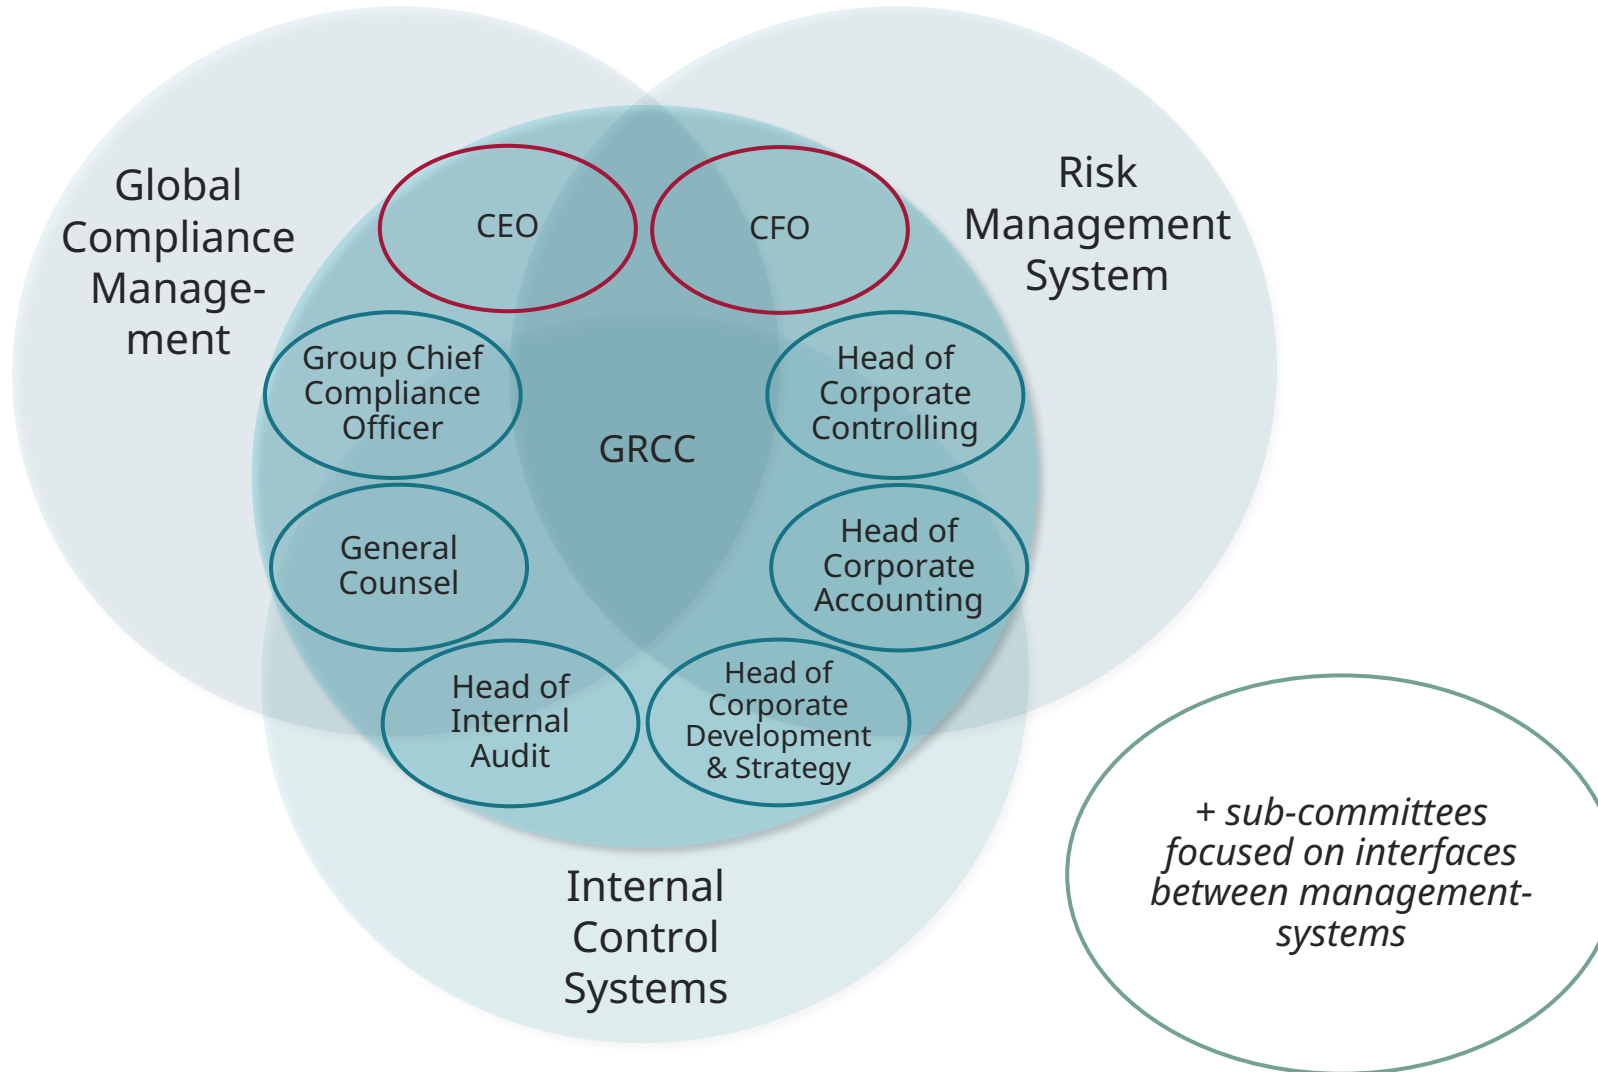 Global
Compliance
Manage-
ment
Risk
Management
System
CEO
CFO
Group Chief
Compliance
Officer
Head of
Corporate
Controlling
GRCC
General
Counsel
Head of
Corporate
Accounting
Head of
Internal
Audit
Head of
Corporate
Development
& Strategy
Internal
Control
Systems
+ sub-committees
focused on interfaces
between management-
systems